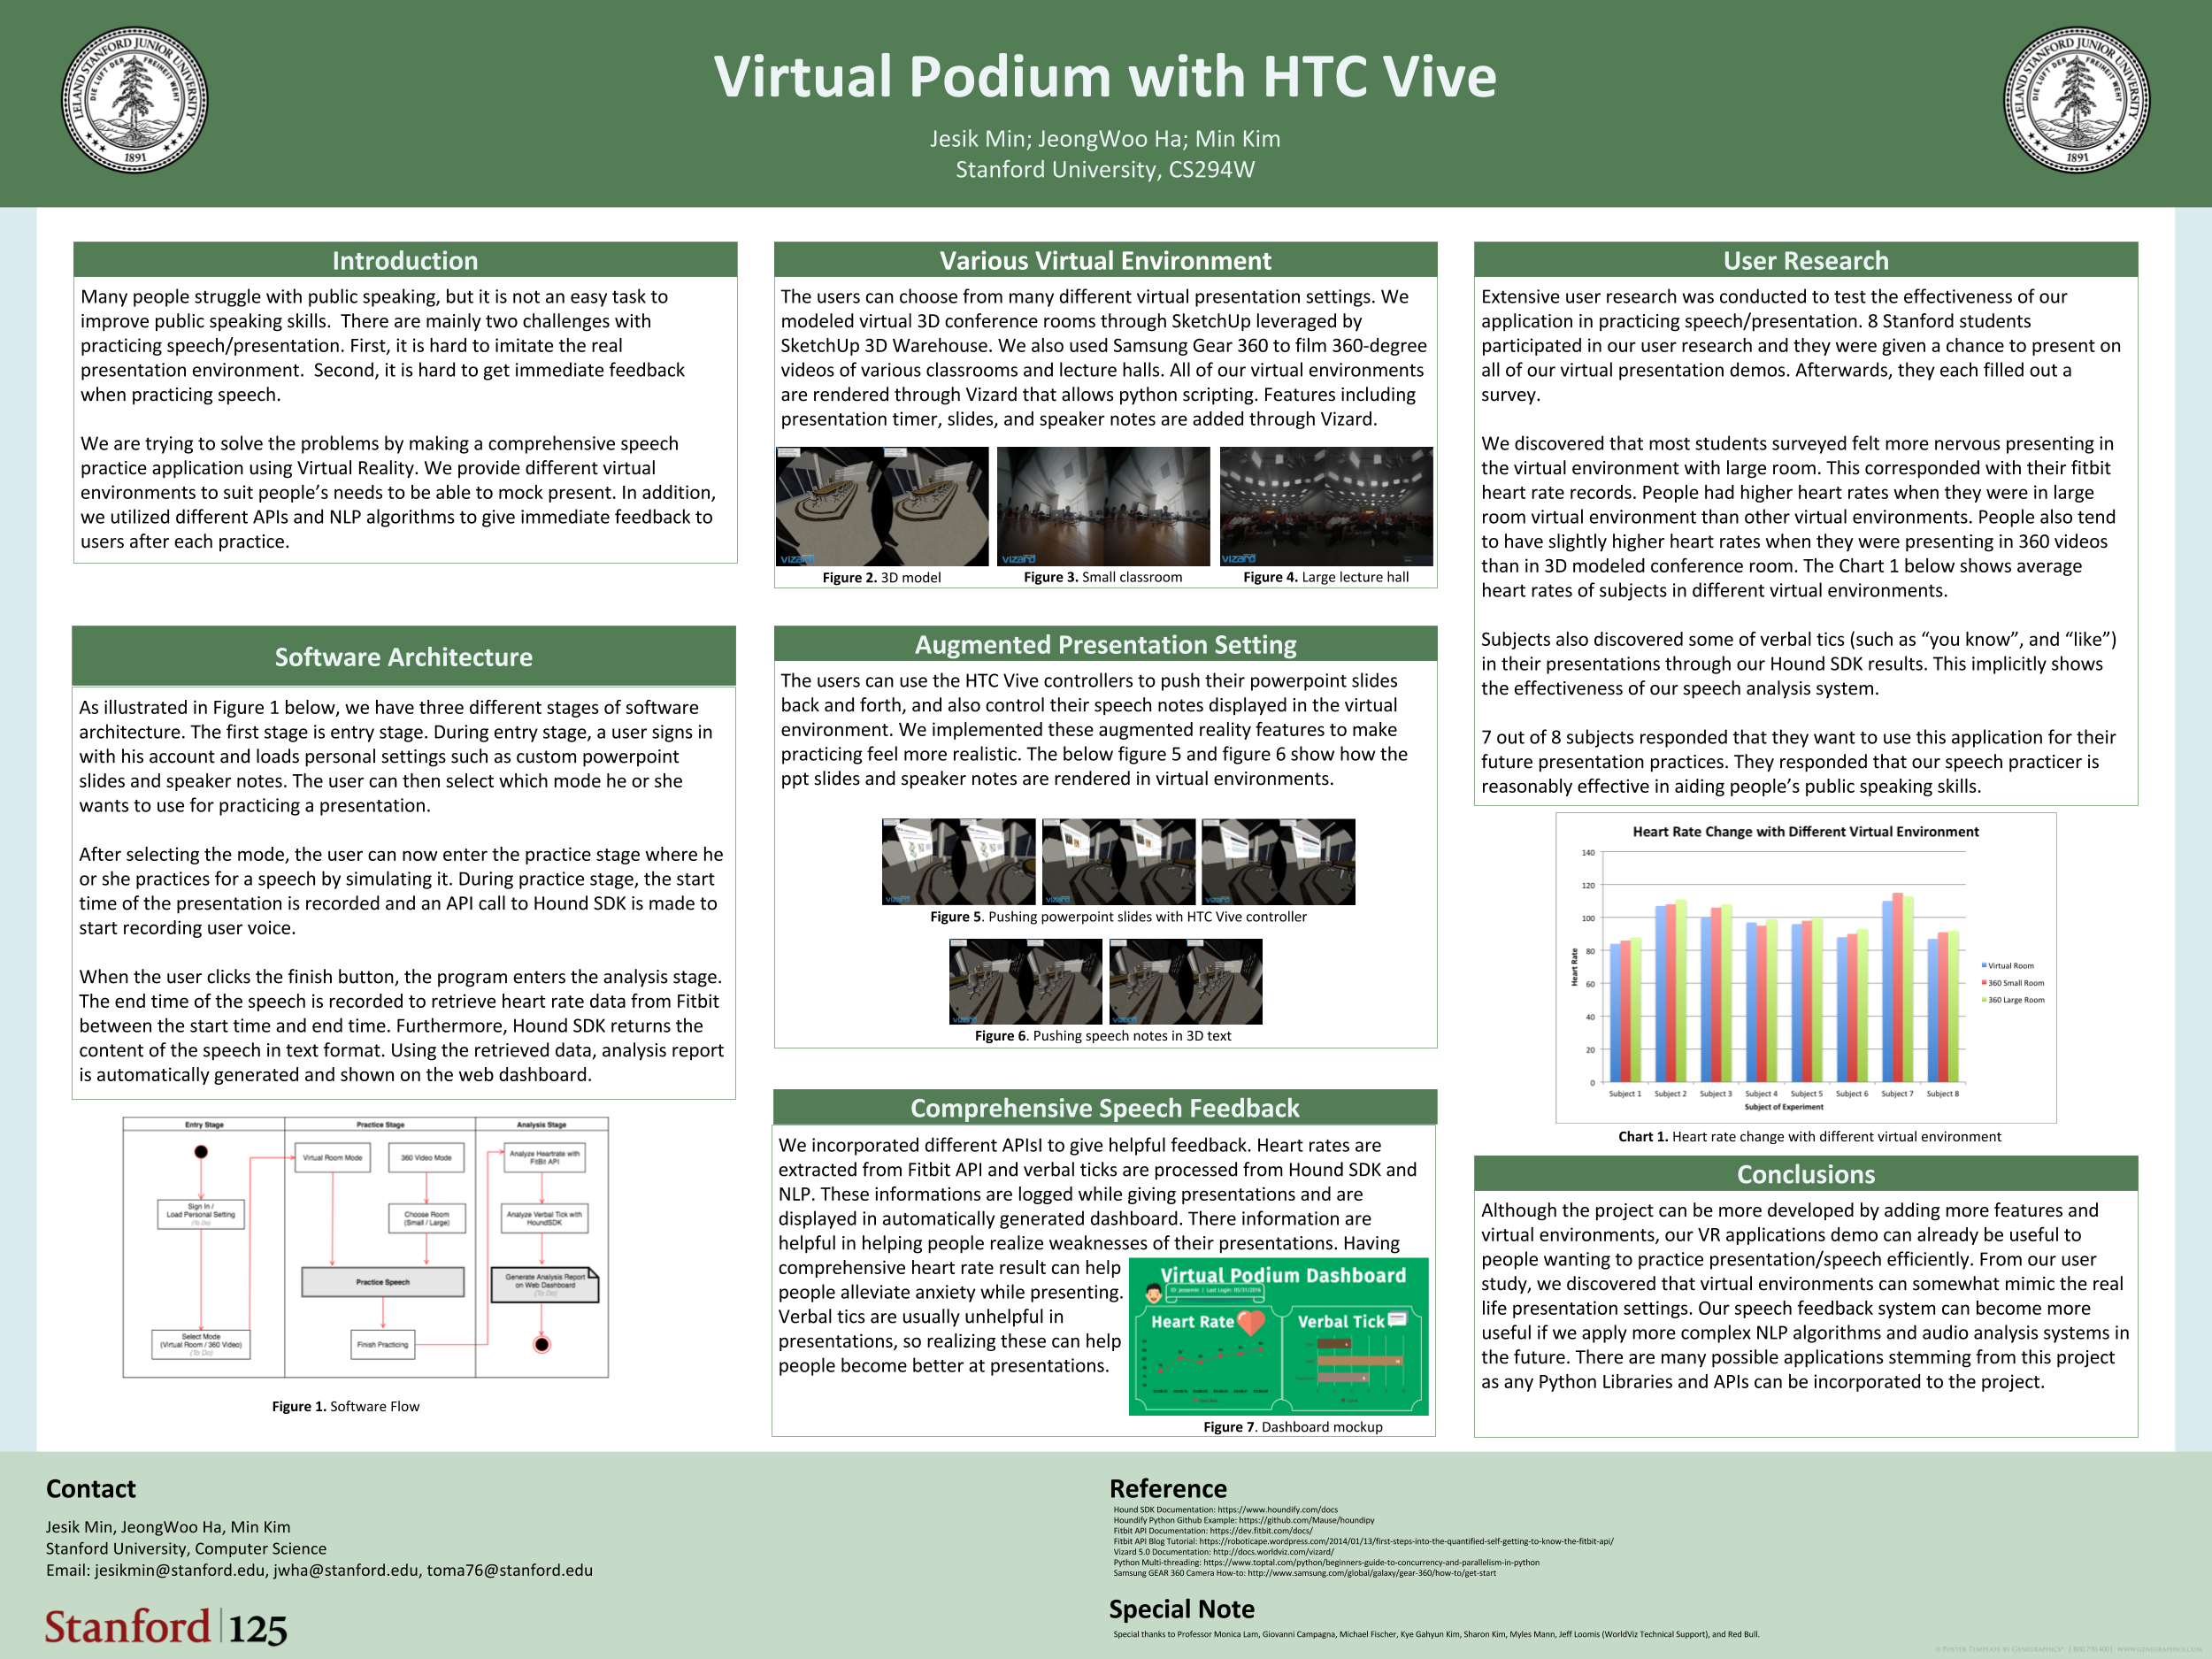 Virtual Podium with HTC Vive
Jesik Min; JeongWoo Ha; Min Kim
Stanford University, CS294W
LELAND STANFORD JUNIOR UNIVERSITY
DIE LUFT DER FREIHEIT WEHT
1891
LELAND STANFORD JUNIOR UNIVERSITY
DIE LUFT DER FREIHEIT WEHT
1891
Introduction
Many people struggle with public speaking, but it is not an easy task to
improve public speaking skills.  There are mainly two challenges with
practicing speech/presentation. First, it is hard to imitate the real
presentation environment.  Second, it is hard to get immediate feedback
when practicing speech.
We are trying to solve the problems by making a comprehensive speech
practice application using Virtual Reality. We provide different virtual
environments to suit people's needs to be able to mock present. In addition,
we utilized different APIs and NLP algorithms to give immediate feedback to
users after each practice.
Software Architecture
As illustrated in Figure 1 below, we have three different stages of software
architecture. The first stage is entry stage. During entry stage, a user signs in
with his account and loads personal settings such as custom powerpoint
slides and speaker notes. The user can then select which mode he or she
wants to use for practicing a presentation.
After selecting the mode, the user can now enter the practice stage where he
or she practices for a speech by simulating it. During practice stage, the start
time of the presentation is recorded and an API call to Hound SDK is made to
start recording user voice.
When the user clicks the finish button, the program enters the analysis stage.
The end time of the speech is recorded to retrieve heart rate data from Fitbit
between the start time and end time. Furthermore, Hound SDK returns the
content of the speech in text format. Using the retrieved data, analysis report
is automatically generated and shown on the web dashboard.
Entry Stage
Practice Stage
Analysis Stage
Virtual Room Mode
360 Video Mode
Analyze Heartrate with
FitBit API
Sign In /
Load Personal Setting
(To Do)
Choose Room
(Small / Large)
Analyze Verbal Tick with
HoundSDK
Practice Speech
Generate Analysis Report
on Web Dashboard
(To Do)
Select Mode
(Virtual Room / 360 Video)
(To Do)
Finish Practicing
Figure 1. Software Flow
Various Virtual Environment
The users can choose from many different virtual presentation settings. We
modeled virtual 3D conference rooms through SketchUp leveraged by
SketchUp 3D Warehouse. We also used Samsung Gear 360 to film 360-degree
videos of various classrooms and lecture halls. All of our virtual environments
are rendered through Vizard that allows python scripting. Features including
presentation timer, slides, and speaker notes are added through Vizard.
vizard
vizard
vizard
Figure 2. 3D model
Figure 3. Small classroom
Figure 4. Large lecture hall
Augmented Presentation Setting
The users can use the HTC Vive controllers to push their powerpoint slides
back and forth, and also control their speech notes displayed in the virtual
environment. We implemented these augmented reality features to make
practicing feel more realistic. The below figure 5 and figure 6 show how the
ppt slides and speaker notes are rendered in virtual environments.
vizard
vizard
vizard
Figure 5. Pushing powerpoint slides with HTC Vive controller
vizard
vizard
Figure 6. Pushing speech notes in 3D text
Comprehensive Speech Feedback
We incorporated different APIsI to give helpful feedback. Heart rates are
extracted from Fitbit API and verbal ticks are processed from Hound SDK and
NLP. These informations are logged while giving presentations and are
displayed in automatically generated dashboard. There information are
helpful in helping people realize weaknesses of their presentations. Having
comprehensive heart rate result can help
people alleviate anxiety while presenting.
Verbal tics are usually unhelpful in
presentations, so realizing these can help
people become better at presentations.
Virtual Podium Dashboard
ID: jessemin | Last Login: 05/31/2016
Heart Rate
Verbal Tick
Figure 7. Dashboard mockup
User Research
Extensive user research was conducted to test the effectiveness of our
application in practicing speech/presentation. 8 Stanford students
participated in our user research and they were given a chance to present on
all of our virtual presentation demos. Afterwards, they each filled out a
survey.
We discovered that most students surveyed felt more nervous presenting in
the virtual environment with large room. This corresponded with their fitbit
heart rate records. People had higher heart rates when they were in large
room virtual environment than other virtual environments. People also tend
to have slightly higher heart rates when they were presenting in 360 videos
than in 3D modeled conference room. The Chart 1 below shows average
heart rates of subjects in different virtual environments.
Subjects also discovered some of verbal tics (such as “you know”, and “like”)
in their presentations through our Hound SDK results. This implicitly shows
the effectiveness of our speech analysis system.
7 out of 8 subjects responded that they want to use this application for their
future presentation practices. They responded that our speech practicer is
reasonably effective in aiding people's public speaking skills.
Heart Rate Change with Different Virtual Environment
140
120
100
80
60
40
20
0
Heart Rate
Subject 1 Subject 2 Subject 3 Subject 4 Subject 5 Subject 6 Subject 7 Subject 8
Subject of Experiment
Virtual Room
360 Small Room
360 Large Room
Chart 1. Heart rate change with different virtual environment
Conclusions
Although the project can be more developed by adding more features and
virtual environments, our VR applications demo can already be useful to
people wanting to practice presentation/speech efficiently. From our user
study, we discovered that virtual environments can somewhat mimic the real
life presentation settings. Our speech feedback system can become more
useful if we apply more complex NLP algorithms and audio analysis systems in
the future. There are many possible applications stemming from this project
as any Python Libraries and APIs can be incorporated to the project.
Contact
Jesik Min, JeongWoo Ha, Min Kim
Stanford University, Computer Science
Email: jesikmin@stanford.edu, jwha@stanford.edu, toma76@stanford.edu
Stanford | 125
Reference
Hound SDK Documentation: https://www.houndify.com/docs
Houndify Python Github Example: https://github.com/Mause/houndipy
Fitbit API Documentation: https://dev.fitbit.com/docs/
Fitbit API Blog Tutorial: https://roboticape.wordpress.com/2014/01/13/first-steps-into-the-quantified-self-getting-to-know-the-fitbit-api/
Vizard 5.0 Documentation: http://docs.worldviz.com/vizard/
Python Multi-threading: https://www.toptal.com/python/beginners-guide-to-concurrency-and-parallelism-in-python
Samsung GEAR 360 Camera How-to: http://www.samsung.com/global/galaxy/gear-360/how-to/get-start
Special Note
Special thanks to Professor Monica Lam, Giovanni Campagna, Michael Fischer, Kye Gahyun Kim, Sharon Kim, Myles Mann, Jeff Loomis (WorldViz Technical Support), and Red Bull.
© POSTER TEMPLATE BY GENIGRAPHICS® 1.800.790.4001 WWW.GENIGRAPHICS.COM